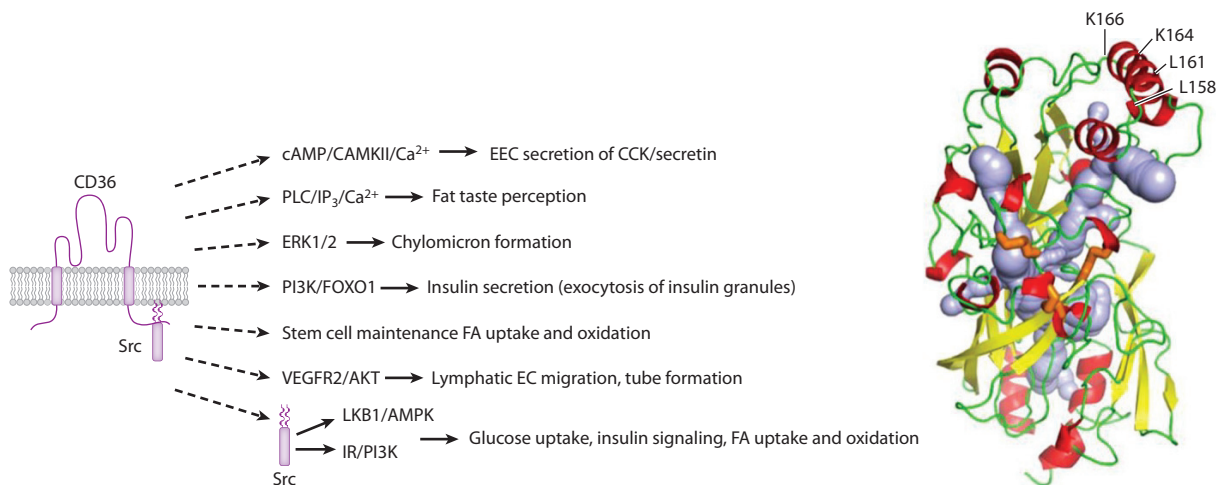 CD36
Src
cAMP/CAMKII/Ca²⁺ → EEC secretion of CCK/secretin
PLC/IP₃/Ca²⁺ → Fat taste perception
ERK1/2 → Chylomicron formation
PI3K/FOXO1 → Insulin secretion (exocytosis of insulin granules)
Stem cell maintenance FA uptake and oxidation
VEGFR2/AKT → Lymphatic EC migration, tube formation
LKB1/AMPK
IR/PI3K → Glucose uptake, insulin signaling, FA uptake and oxidation
Src
K166
K164
L161
L158